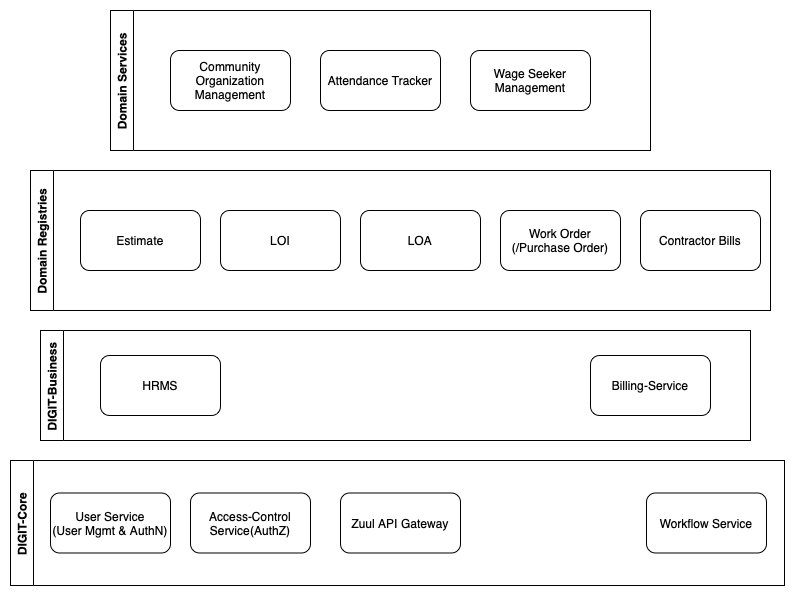 Domain Services
Community
Organization
Management
Attendance Tracker
Wage Seeker
Management
Domain Registries
Estimate
LOI
LOA
Work Order
(/Purchase Order)
Contractor Bills
DIGIT-Business
HRMS
Billing-Service
DIGIT-Core
User Service
(User Mgmt & AuthN)
Access-Control
Service(AuthZ)
Zuul API Gateway
Workflow Service